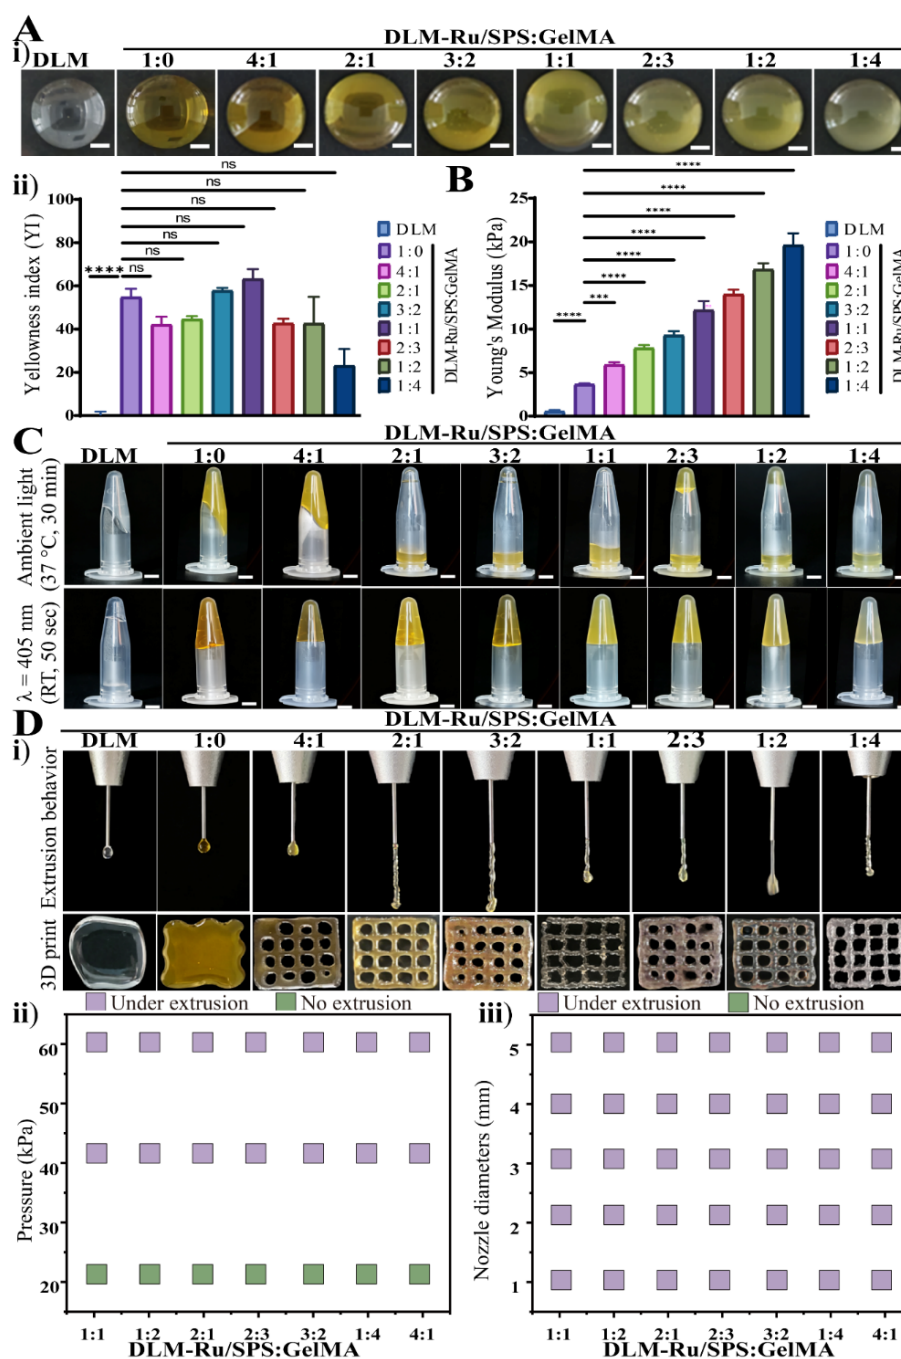 A
DLM-Ru/SPS:GelMA
i)
DLM 1:0 4:1 2:1 3:2 1:1 2:3 1:2 1:4
ii)
Yellowness index (YI)
100
80
60
40
20
0
ns
ns
ns
ns
ns
ns
ns
****
DLM
1:0
4:1
2:1
3:2
1:1
2:3
1:2
1:4
DLM-Ru/SPS:GelMA
B
Young's Modulus (kPa)
25
20
15
10
5
0
****
****
****
****
****
****
***
****
DLM
1:0
4:1
2:1
3:2
1:1
2:3
1:2
1:4
DLM-Ru/SPS:GelMA
C
DLM-Ru/SPS:GelMA
DLM 1:0 4:1 2:1 3:2 1:1 2:3 1:2 1:4
Ambient light
(37 °C, 30 min)
λ = 405 nm
(RT, 50 sec)
D
DLM-Ru/SPS:GelMA
i)
DLM 1:0 4:1 2:1 3:2 1:1 2:3 1:2 1:4
Extrusion behavior
3D print
ii)
Under extrusion No extrusion
Pressure (kPa)
60
50
40
30
20
1:1 1:2 2:1 2:3 3:2 1:4 4:1
DLM-Ru/SPS:GelMA
iii)
Under extrusion No extrusion
Nozzle diameters (mm)
5
4
3
2
1
1:1 1:2 2:1 2:3 3:2 1:4 4:1
DLM-Ru/SPS:GelMA